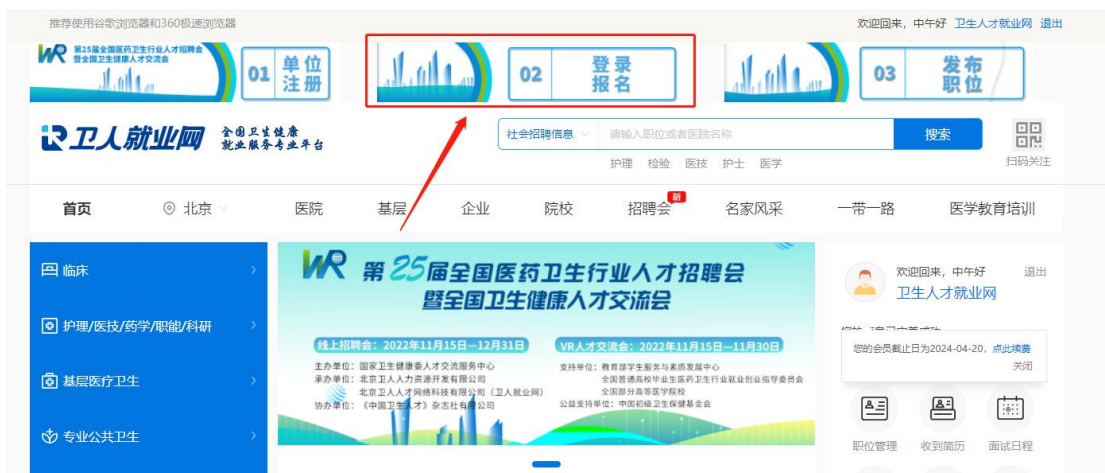 推荐使用谷歌浏览器和360极速浏览器
欢迎回来，中午好 卫生人才就业网 退出
WR 第25届全国医药卫生行业人才招聘会
暨全国卫生健康人才交流会
01 单位注册
02 登录报名
03 发布职位
卫人就业网 全国卫生健康
就业服务专业平台
社会招聘信息 请输入职位或者医院名称 搜索
护理 检验 医技 护士 医学
扫码关注
首页 北京 医院 基层 企业 院校 招聘会 新 名家风采 一带一路 医学教育培训
临床
护理/医技/药学/职能/科研
基层医疗卫生
专业公共卫生
WR 第25届全国医药卫生行业人才招聘会
暨全国卫生健康人才交流会
线上招聘会：2022年11月15日—12月31日
VR人才交流会：2022年11月15日—11月30日
主办单位：国家卫生健康委人才交流服务中心
承办单位：北京卫人人力资源开发有限公司
北京卫人人才网络科技有限公司（卫人就业网）
协办单位：《中国卫生人才》杂志社有限公司
支持单位：教育部学生服务与素质发展中心
全国普通高校毕业生医药卫生行业就业创业指导委员会
全国部分高等医学院校
公益支持单位：中国初级卫生保健基金会
欢迎回来，中午好 退出
卫生人才就业网
您的会员截止日为2024-04-20，点此续费
关闭
职位管理 收到简历 面试日程